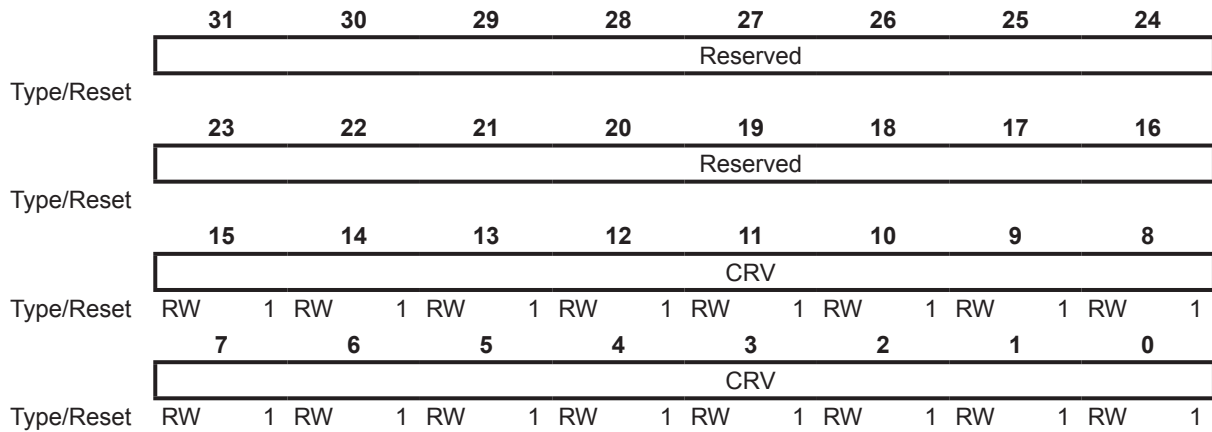 31 30 29 28 27 26 25 24
Reserved
Type/Reset
23 22 21 20 19 18 17 16
Reserved
Type/Reset
15 14 13 12 11 10 9 8
CRV
Type/Reset RW 1 RW 1 RW 1 RW 1 RW 1 RW 1 RW 1 RW 1
7 6 5 4 3 2 1 0
CRV
Type/Reset RW 1 RW 1 RW 1 RW 1 RW 1 RW 1 RW 1 RW 1